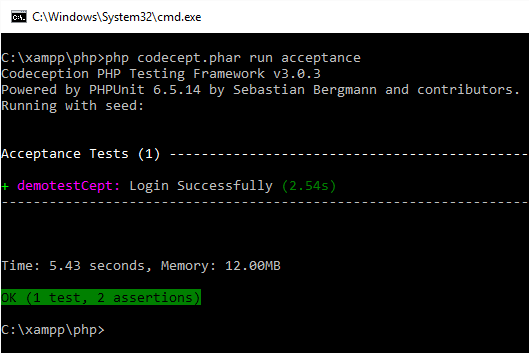 C:\Windows\System32\cmd.exe
C:\xampp\php>php codecept.phar run acceptance
Codeception PHP Testing Framework v3.0.3
Powered by PHPUnit 6.5.14 by Sebastian Bergmann and contributors.
Running with seed:
Acceptance Tests (1) ---------------------------------------------
+ demotestCept: Login Successfully (2.54s)
------------------------------------------------------------------
Time: 5.43 seconds, Memory: 12.00MB
OK (1 test, 2 assertions)
C:\xampp\php>